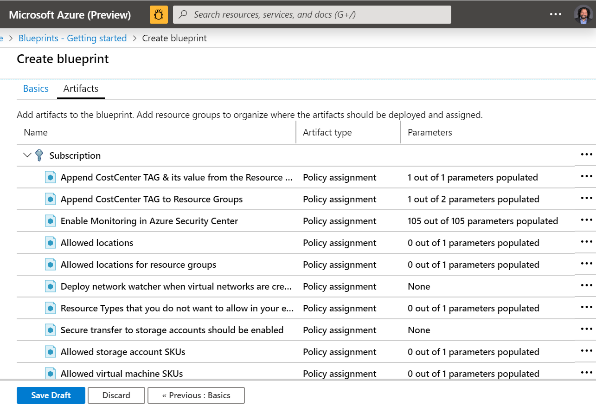 Microsoft Azure (Preview)
Search resources, services, and docs (G+/)
e > Blueprints - Getting started > Create blueprint
Create blueprint
Basics Artifacts
Add artifacts to the blueprint. Add resource groups to organize where the artifacts should be deployed and assigned.
Name Artifact type Parameters
Subscription
Append CostCenter TAG & its value from the Resource ... Policy assignment 1 out of 1 parameters populated
Append CostCenter TAG to Resource Groups Policy assignment 1 out of 2 parameters populated
Enable Monitoring in Azure Security Center Policy assignment 105 out of 105 parameters populated
Allowed locations Policy assignment 0 out of 1 parameters populated
Allowed locations for resource groups Policy assignment 0 out of 1 parameters populated
Deploy network watcher when virtual networks are cre... Policy assignment None
Resource Types that you do not want to allow in your e... Policy assignment 0 out of 1 parameters populated
Secure transfer to storage accounts should be enabled Policy assignment None
Allowed storage account SKUs Policy assignment 0 out of 1 parameters populated
Allowed virtual machine SKUs Policy assignment 0 out of 1 parameters populated
Save Draft Discard « Previous : Basics